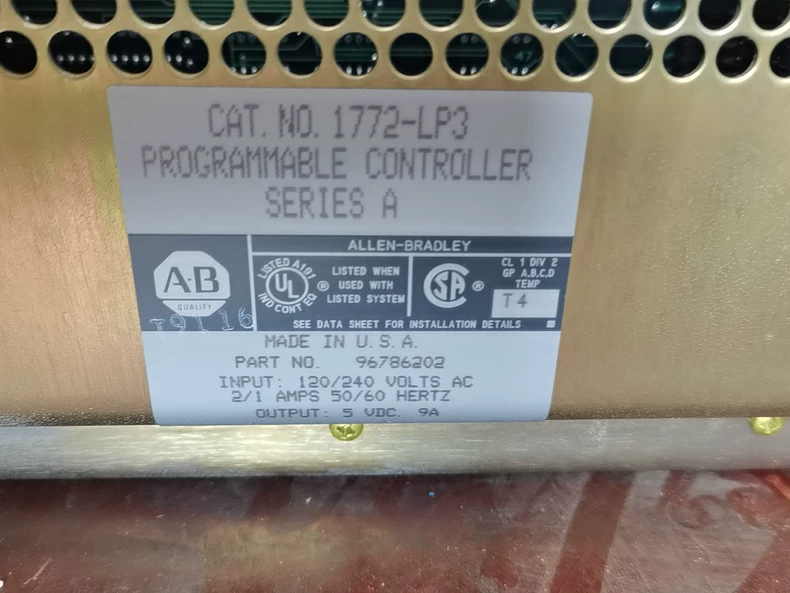 CAT. NO. 1772-LP3
PROGRAMMABLE CONTROLLER
SERIES A
ALLEN-BRADLEY
A-B
QUALITY
LISTED A191
UL
IND CONT EQ
®
LISTED WHEN
USED WITH
LISTED SYSTEM
SA
®
CL 1 DIV 2
GP A,B,C,D
TEMP
T4
SEE DATA SHEET FOR INSTALLATION DETAILS
MADE IN U.S.A.
PART NO. 96786202
INPUT: 120/240 VOLTS AC
2/1 AMPS 50/60 HERTZ
OUTPUT: 5 VDC. 9A